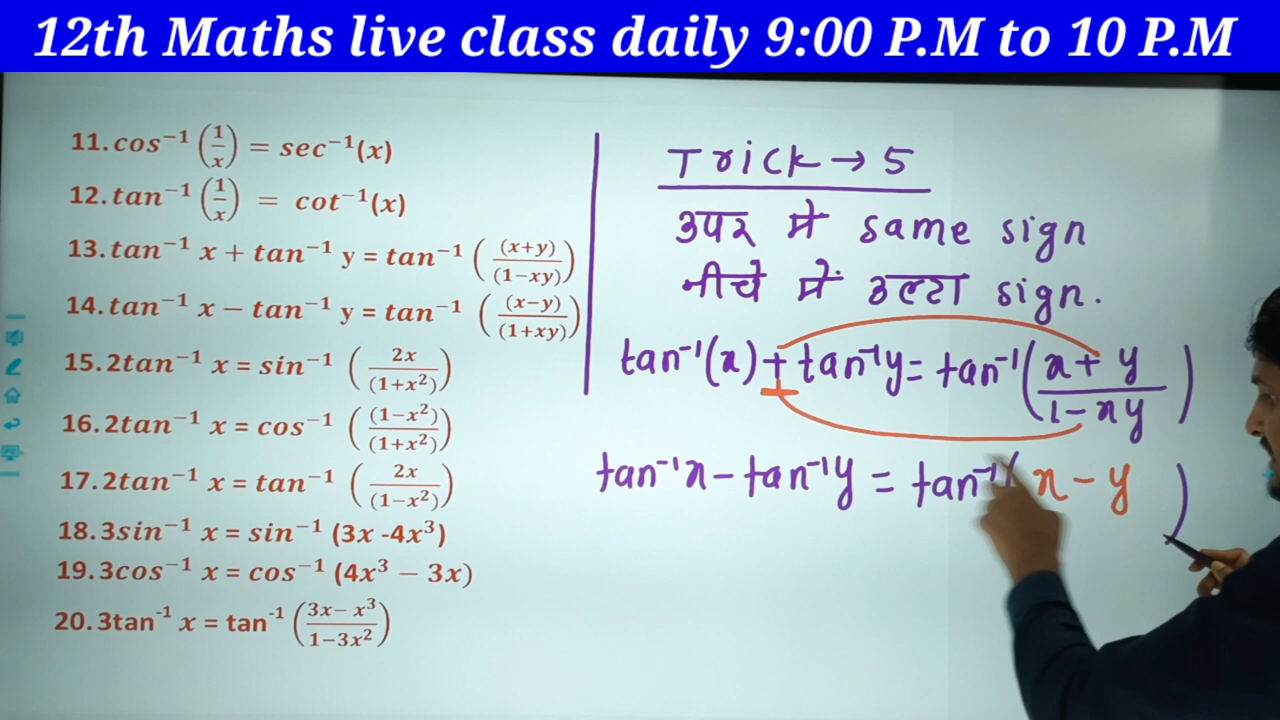 12th Maths live class daily 9:00 P.M to 10 P.M
11. cos⁻¹ (1/x) = sec⁻¹(x)
12. tan⁻¹ (1/x) = cot⁻¹(x)
13. tan⁻¹ x + tan⁻¹ y = tan⁻¹ ((x+y)/(1−xy))
14. tan⁻¹ x − tan⁻¹ y = tan⁻¹ ((x−y)/(1+xy))
15. 2tan⁻¹ x = sin⁻¹ (2x/(1+x²))
16. 2tan⁻¹ x = cos⁻¹ ((1−x²)/(1+x²))
17. 2tan⁻¹ x = tan⁻¹ (2x/(1−x²))
18. 3sin⁻¹ x = sin⁻¹ (3x -4x³)
19. 3cos⁻¹ x = cos⁻¹ (4x³ − 3x)
20. 3tan⁻¹ x = tan⁻¹ ((3x− x³)/(1−3x²))
Trick → 5
उपर मे same sign
नीचे में उल्टा sign.
tan⁻¹(x) + tan⁻¹y = tan⁻¹((x+y)/(1−xy))
tan⁻¹x − tan⁻¹y = tan⁻¹( x − y )